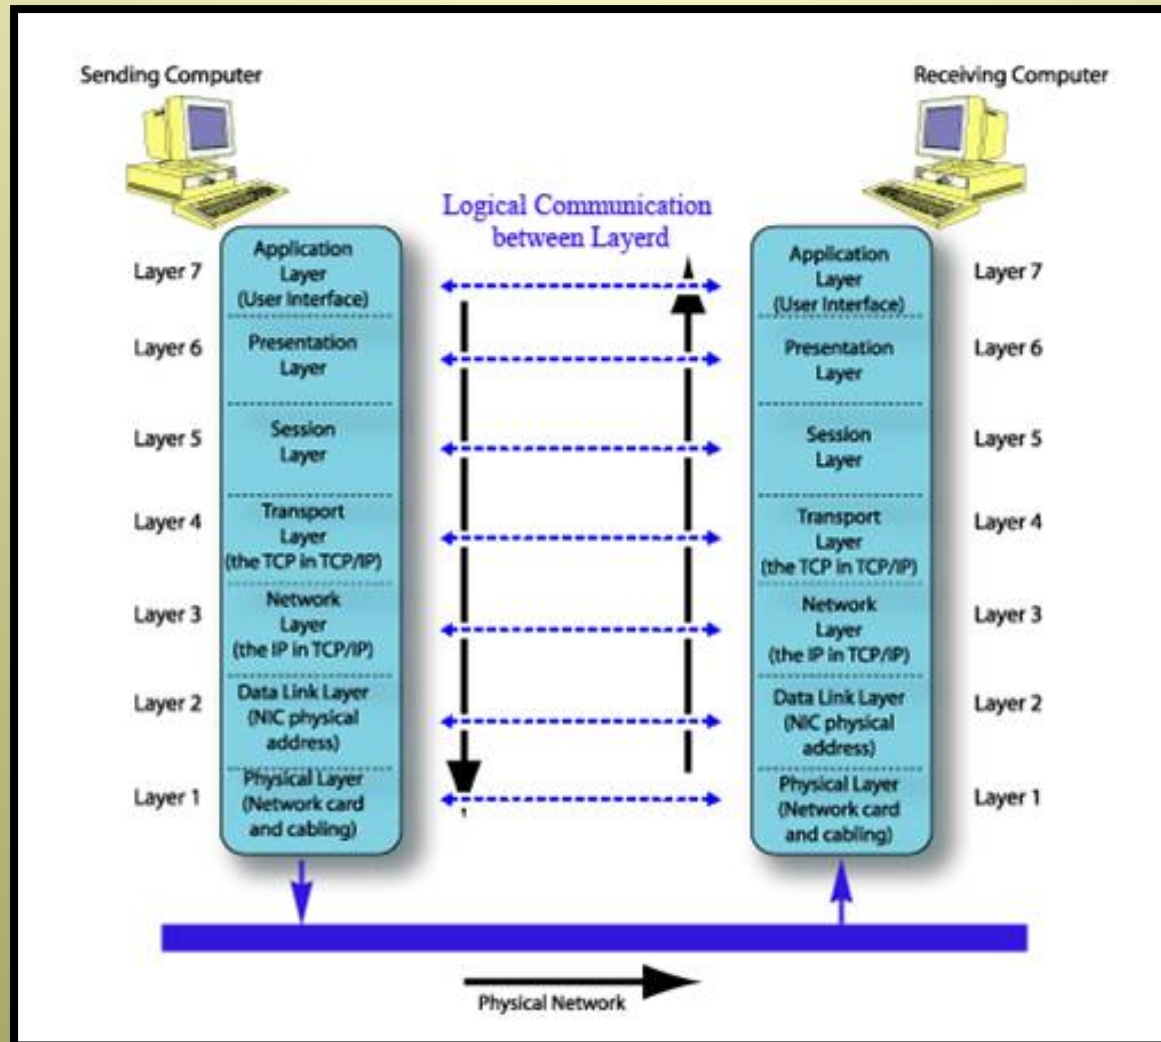 Sending Computer
Receiving Computer
Logical Communication
between Layerd
Layer 7
Application
Layer
(User Interface)
Layer 6
Presentation
Layer
Layer 5
Session
Layer
Layer 4
Transport
Layer
(the TCP in TCP/IP)
Layer 3
Network
Layer
(the IP in TCP/IP)
Layer 2
Data Link Layer
(NIC physical
address)
Layer 1
Physical Layer
(Network card
and cabling)
Application
Layer
(User Interface)
Layer 7
Presentation
Layer
Layer 6
Session
Layer
Layer 5
Transport
Layer
(the TCP in TCP/IP)
Layer 4
Network
Layer
(the IP in TCP/IP)
Layer 3
Data Link Layer
(NIC physical
address)
Layer 2
Physical Layer
(Network card
and cabling)
Layer 1
Physical Network